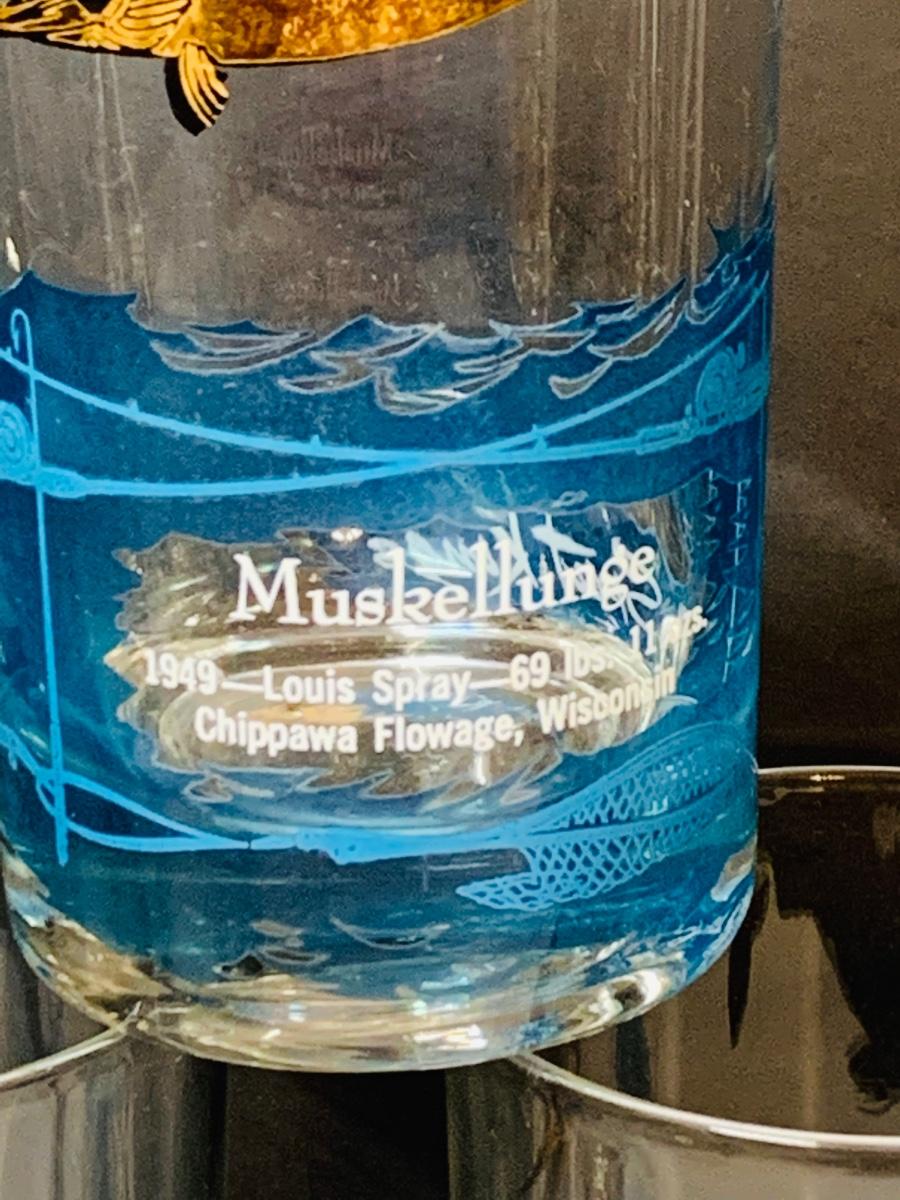 Muskellunge
1949—Louis Spray—69 lbs. 11 ozs.
Chippawa Flowage, Wisconsin